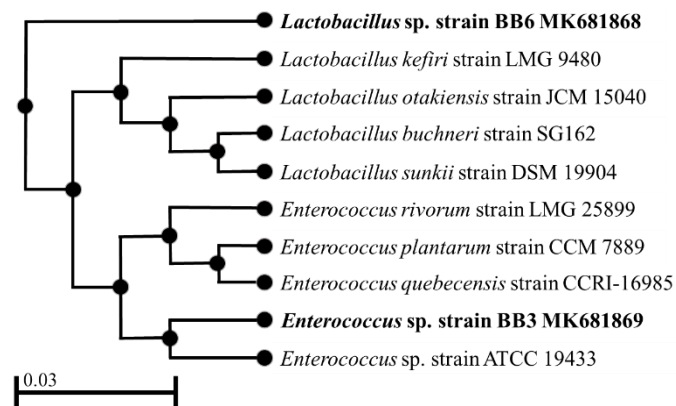 Lactobacillus sp. strain BB6 MK681868
Lactobacillus kefiri strain LMG 9480
Lactobacillus otakiensis strain JCM 15040
Lactobacillus buchneri strain SG162
Lactobacillus sunkii strain DSM 19904
Enterococcus rivorum strain LMG 25899
Enterococcus plantarum strain CCM 7889
Enterococcus quebecensis strain CCRI-16985
Enterococcus sp. strain BB3 MK681869
Enterococcus sp. strain ATCC 19433
0.03